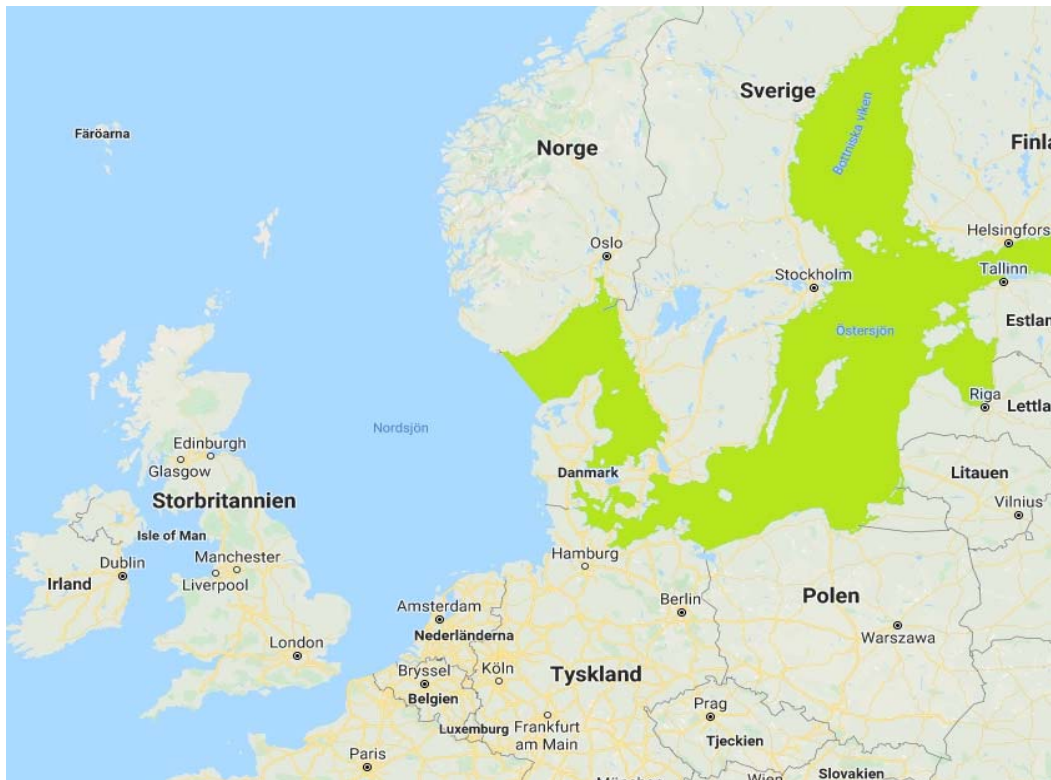 Sverige
Bottniska viken
Färöarna
Norge
Finla
Helsingfors
Oslo
Tallinn
Stockholm
Estlan
Östersjön
Riga
Lettla
Nordsjön
Edinburgh
Glasgow
Danmark
Litauen
Storbritannien
Vilnius
Isle of Man
Hamburg
Manchester
Dublin
Irland
Liverpool
Berlin
Polen
Amsterdam
Nederländerna
Warszawa
London
Bryssel
Köln
Tyskland
Belgien
Prag
Luxemburg
Frankfurt
am Main
Tjeckien
Paris
Slovakien
Wien
München